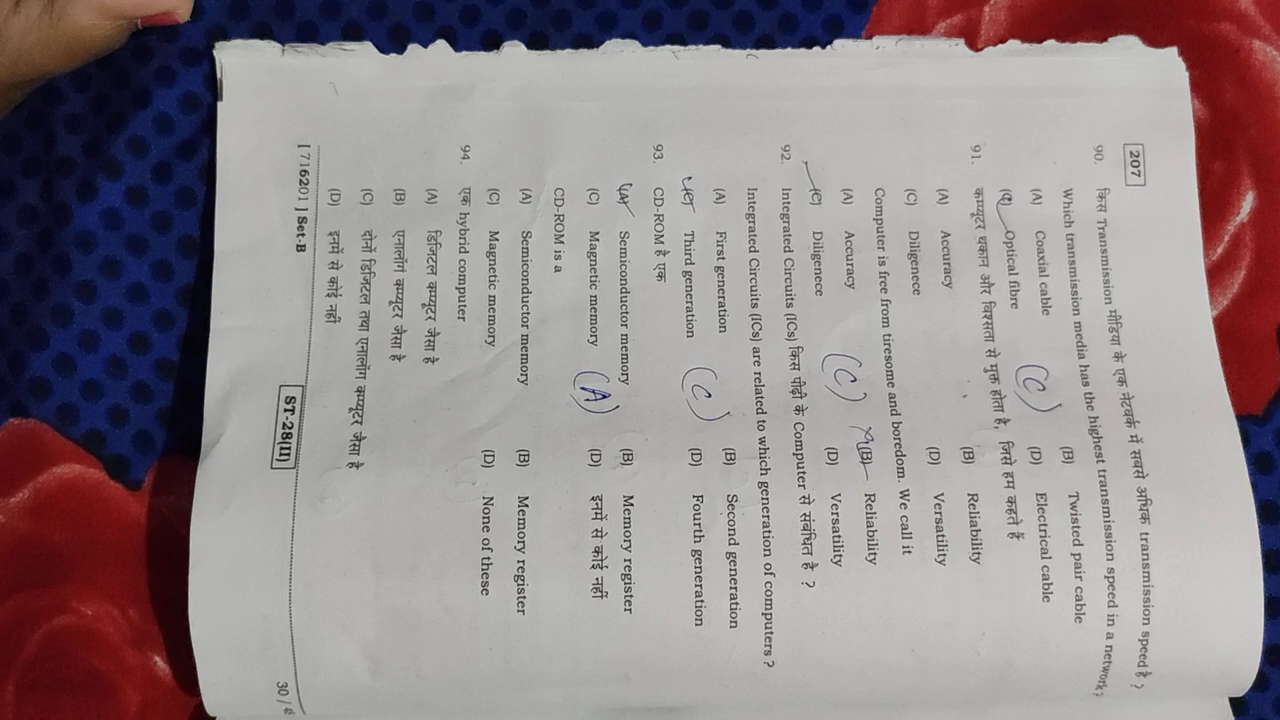 207
90. किस Transmission मीडिया के एक नेटवर्क में सबसे अधिक transmission speed है ?
(A) Coaxial cable (B) Twisted pair cable
(C) Optical fibre (D) Electrical cable
Which transmission media has the highest transmission speed in a network?
(C)
91. कम्प्यूटर थकान और विरसता से मुक्त होता है, जिसे हम कहते हैं
(A) Accuracy (B) Reliability
(C) Diligenece (D) Versatility
Computer is free from tiresome and boredom. We call it
(A) Accuracy (B) Reliability
(C) Diligenece (D) Versatility
(C)
92. Integrated Circuits (ICs) किस पीढ़ी के Computer से संबंधित है ?
Integrated Circuits (ICs) are related to which generation of computers ?
(A) First generation (B) Second generation
(C) Third generation (D) Fourth generation
(C)
93. CD-ROM है एक
(A) Semiconductor memory (B) Memory register
(C) Magnetic memory (D) इनमें से कोई नहीं
(A)
CD-ROM is a
(A) Semiconductor memory (B) Memory register
(C) Magnetic memory (D) None of these
94. एक hybrid computer
(A) डिजिटल कम्प्यूटर जैसा है
(B) एनालॉग कम्प्यूटर जैसा है
(C) दोनों डिजिटल तथा एनालॉग कम्प्यूटर जैसा है
(D) इनमें से कोई नहीं
[ 716201 ] Set-B ST-28(II) 30 /